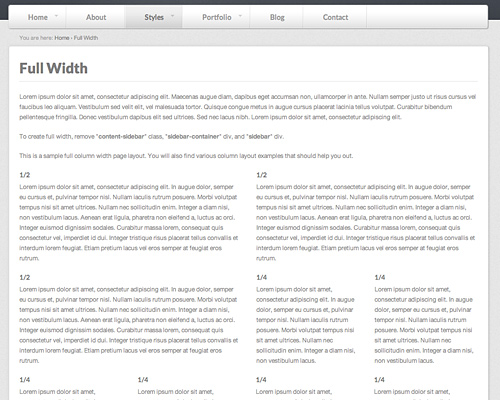 Home About Styles Portfolio Blog Contact
You are here: Home › Full Width
Full Width
Lorem ipsum dolor sit amet, consectetur adipiscing elit. Maecenas augue diam, dapibus eget accumsan non, ullamcorper in ante. Nullam semper justo ut risus cursus vel
faucibus leo aliquam. Vestibulum sed velit elit, vel malesuada tortor. Quisque congue metus in augue cursus placerat lacinia tellus volutpat. Curabitur bibendum
pellentesque fringilla. Donec vestibulum dapibus elit sed ultrices. Sed nec lacus nibh. Lorem ipsum dolor sit amet, consectetur adipiscing elit.
To create full width, remove "content-sidebar" class, "sidebar-container" div, and "sidebar" div.
This is a sample full column width page layout. You will also find various column layout examples that should help you out.
1/2
Lorem ipsum dolor sit amet, consectetur adipiscing elit. In augue dolor, semper
eu cursus et, pulvinar tempor nisl. Nullam iaculis rutrum posuere. Morbi volutpat
tempus nisi sit amet ultrices. Nullam nec sollicitudin enim. Integer a diam nisi,
non vestibulum lacus. Aenean erat ligula, pharetra non eleifend a, luctus ac orci.
Integer euismod dignissim sodales. Curabitur massa lorem, consequat quis
consectetur vel, imperdiet id dui. Integer tristique risus placerat tellus convallis et
interdum lorem feugiat. Etiam pretium lacus vel eros semper at feugiat eros
rutrum.
1/2
Lorem ipsum dolor sit amet, consectetur adipiscing elit. In augue dolor, semper
eu cursus et, pulvinar tempor nisl. Nullam iaculis rutrum posuere. Morbi volutpat
tempus nisi sit amet ultrices. Nullam nec sollicitudin enim. Integer a diam nisi,
non vestibulum lacus. Aenean erat ligula, pharetra non eleifend a, luctus ac orci.
Integer euismod dignissim sodales. Curabitur massa lorem, consequat quis
consectetur vel, imperdiet id dui. Integer tristique risus placerat tellus convallis et
interdum lorem feugiat. Etiam pretium lacus vel eros semper at feugiat eros
rutrum.
1/2
Lorem ipsum dolor sit amet, consectetur adipiscing elit. In augue dolor, semper
eu cursus et, pulvinar tempor nisl. Nullam iaculis rutrum posuere. Morbi volutpat
tempus nisi sit amet ultrices. Nullam nec sollicitudin enim. Integer a diam nisi,
non vestibulum lacus. Aenean erat ligula, pharetra non eleifend a, luctus ac orci.
Integer euismod dignissim sodales. Curabitur massa lorem, consequat quis
consectetur vel, imperdiet id dui. Integer tristique risus placerat tellus convallis et
interdum lorem feugiat. Etiam pretium lacus vel eros semper at feugiat eros
rutrum.
1/4
Lorem ipsum dolor sit amet,
consectetur adipiscing elit. In augue
dolor, semper eu cursus et, pulvinar
tempor nisl. Nullam iaculis rutrum
posuere. Morbi volutpat tempus nisi
sit amet ultrices. Nullam nec
sollicitudin enim. Integer a diam nisi,
non vestibulum lacus.
1/4
Lorem ipsum dolor sit amet,
consectetur adipiscing elit. In augue
dolor, semper eu cursus et, pulvinar
tempor nisl. Nullam iaculis rutrum
posuere. Morbi volutpat tempus nisi
sit amet ultrices. Nullam nec
sollicitudin enim. Integer a diam nisi,
non vestibulum lacus.
1/4
Lorem ipsum dolor sit amet,
1/4
Lorem ipsum dolor sit amet,
1/4
Lorem ipsum dolor sit amet,
1/4
Lorem ipsum dolor sit amet,